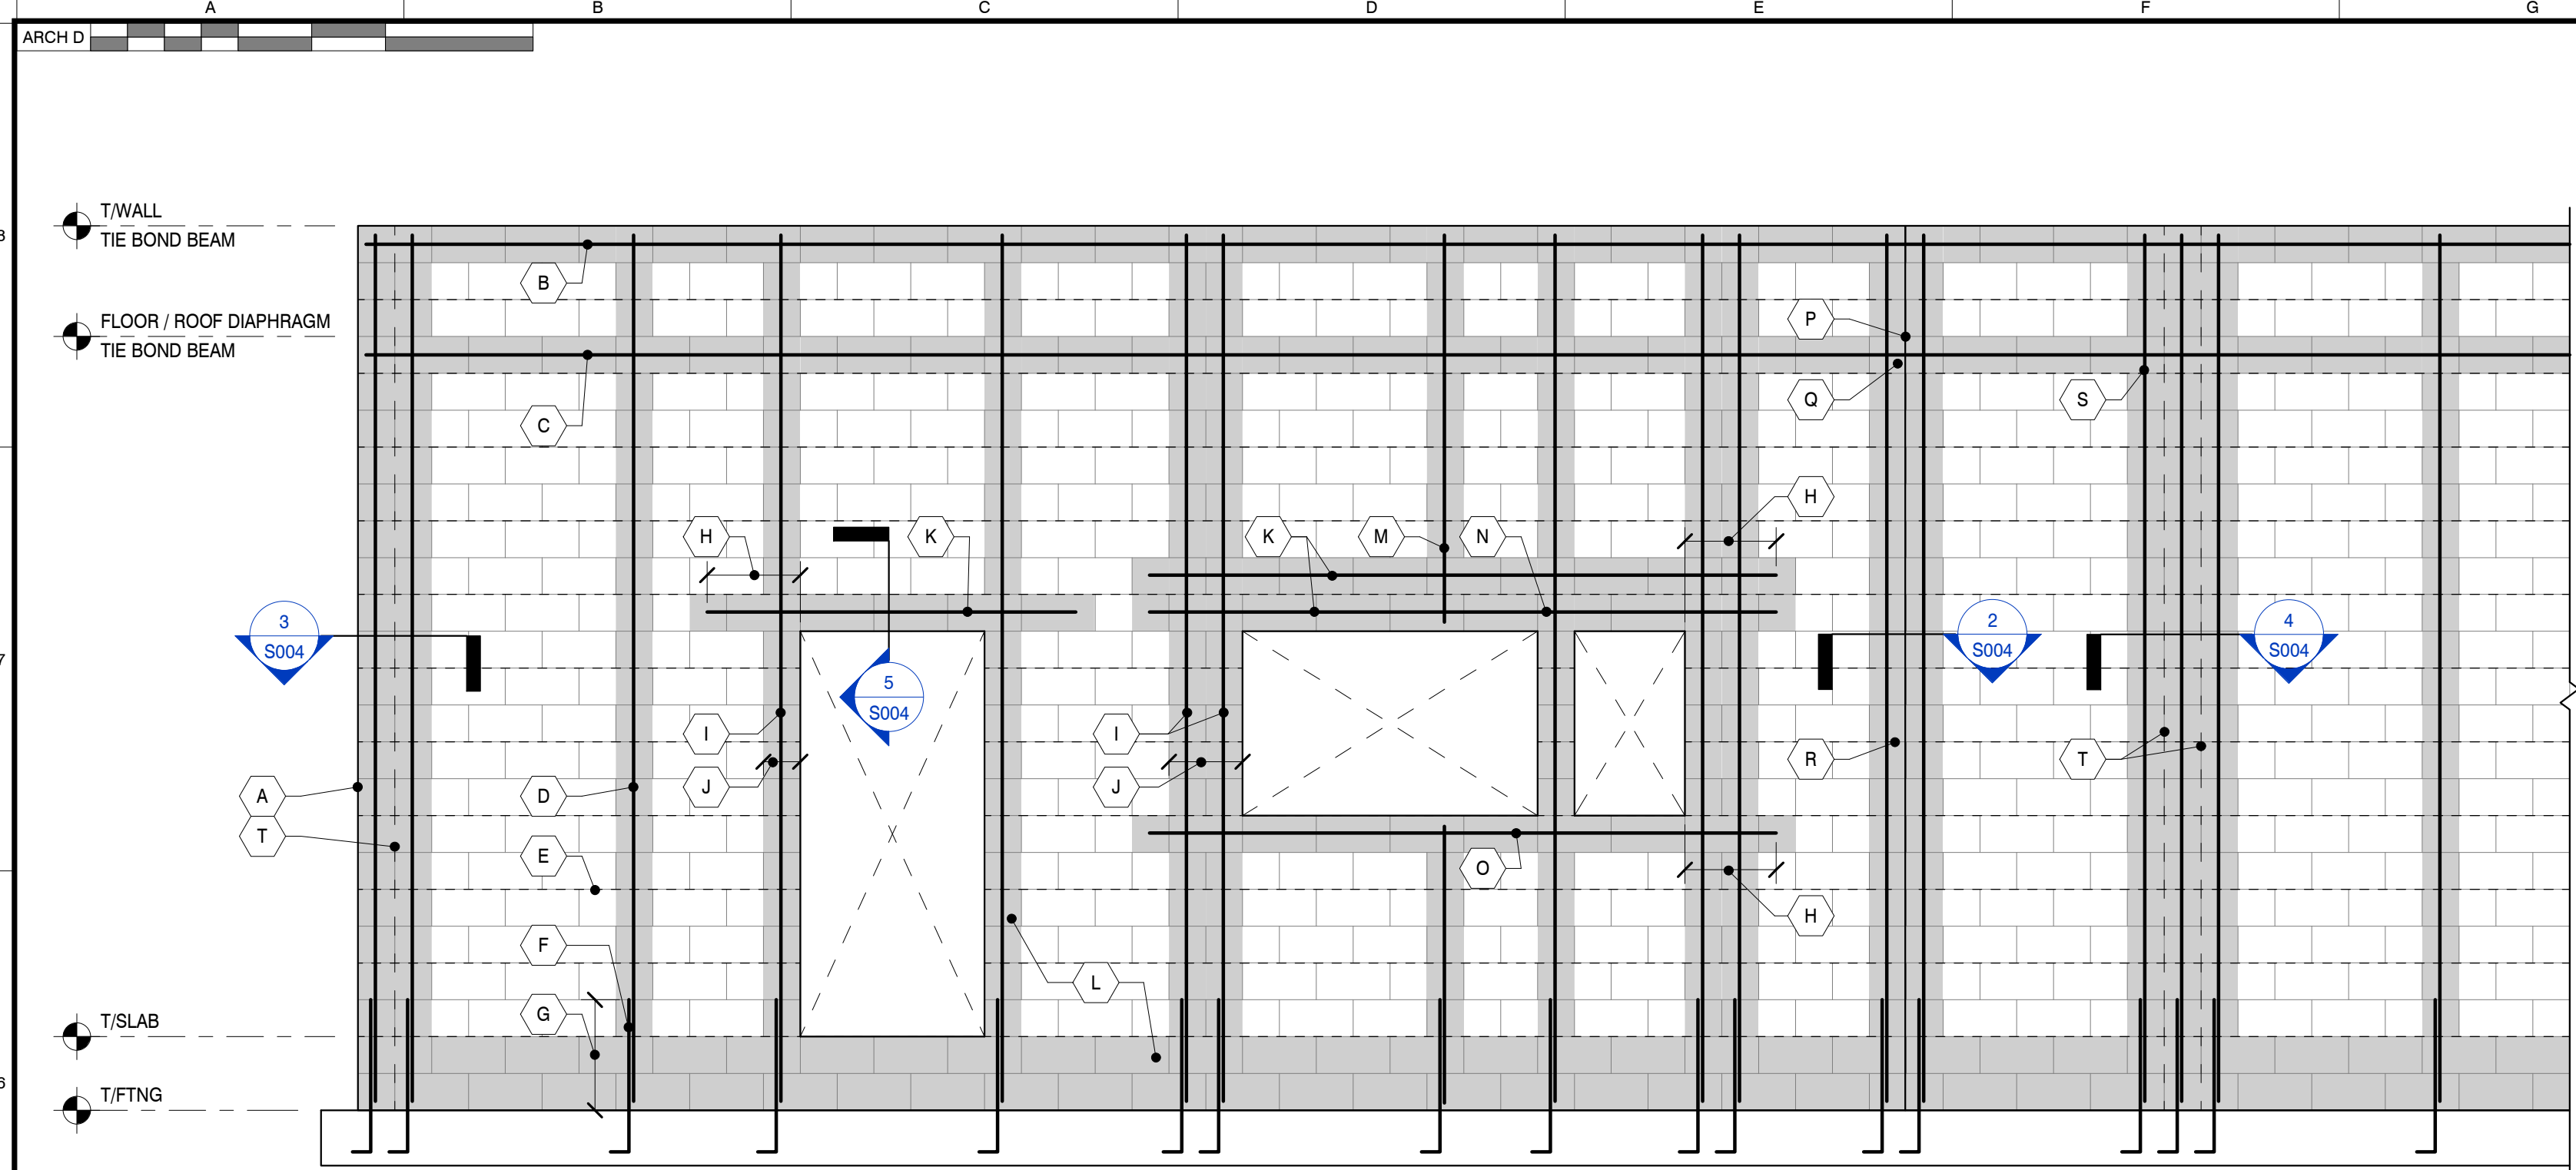 A B C D E F G
ARCH D
T/WALL
TIE BOND BEAM
B
FLOOR / ROOF DIAPHRAGM
TIE BOND BEAM
P
C
Q
S
H
H
K
K
M
N
3
S004
2
S004
4
S004
5
S004
I
I
J
J
R
T
A
T
D
E
O
H
F
L
G
T/SLAB
T/FTNG